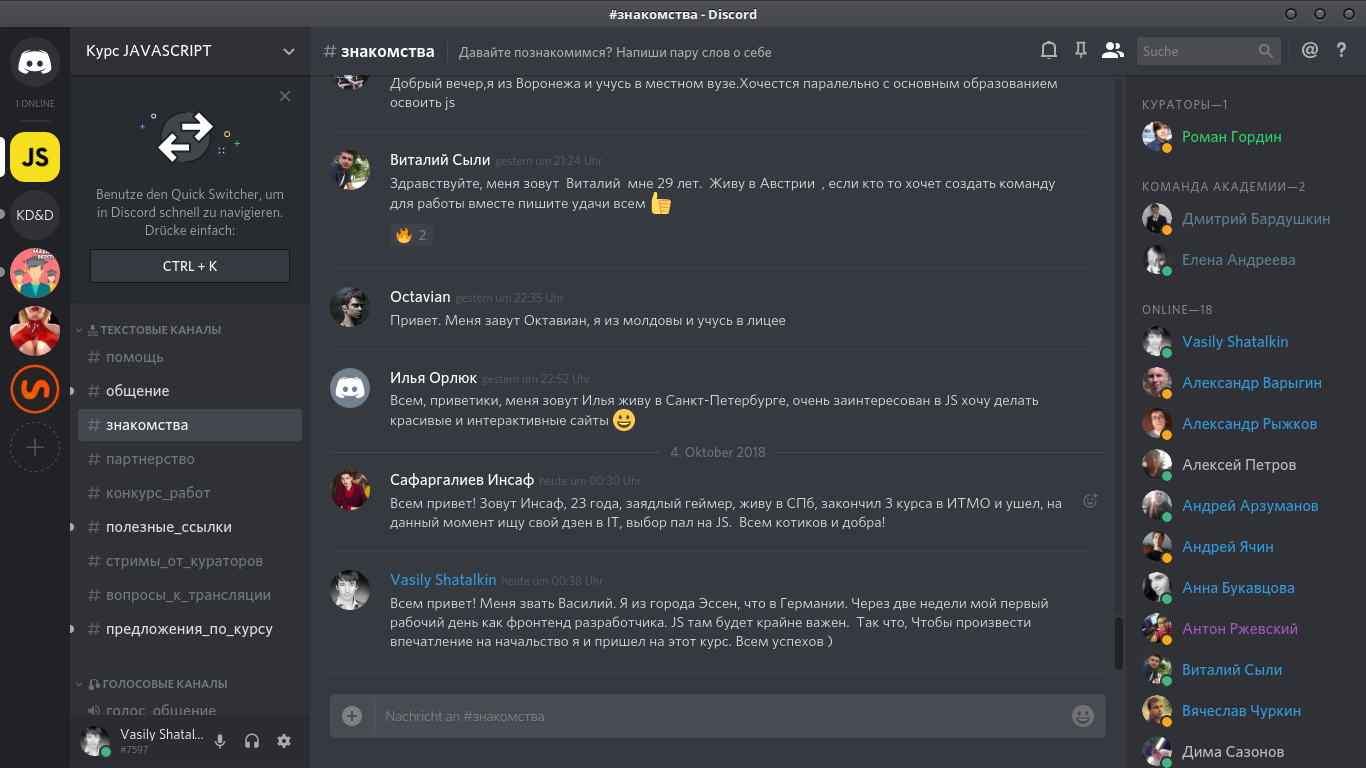 #знакомства - Discord
1 ONLINE
JS
KD&D
Курс JAVASCRIPT
Benutze den Quick Switcher, um
in Discord schnell zu navigieren.
Drücke einfach:
CTRL + K
ТЕКСТОВЫЕ КАНАЛЫ
# помощь
# общение
# знакомства
# партнерство
# конкурс_работ
# полезные_ссылки
# стримы_от_кураторов
# вопросы_к_трансляции
# предложения_по_курсу
ГОЛОСОВЫЕ КАНАЛЫ
голос_общение
Vasily Shatal...
#7597
# знакомства Давайте познакомимся? Напиши пару слов о себе
Suche
Добрый вечер,я из Воронежа и учусь в местном вузе.Хочестя паралельно с основным образованием
освоить js
Виталий Сыли gestern um 21:24 Uhr
Здравствуйте, меня зовут Виталий мне 29 лет. Живу в Австрии , если кто то хочет создать команду
для работы вместе пишите удачи всем 👍
🔥 2
Octavian gestern um 22:35 Uhr
Привет. Меня завут Октавиан, я из молдовы и учусь в лицее
Илья Орлюк gestern um 22:52 Uhr
Всем, приветики, меня зовут Илья живу в Санкт-Петербурге, очень заинтересован в JS хочу делать
красивые и интерактивные сайты 😀
4. Oktober 2018
Сафаргалиев Инсаф heute um 00:30 Uhr
Всем привет! Зовут Инсаф, 23 года, заядлый геймер, живу в СПб, закончил 3 курса в ИТМО и ушел, на
данный момент ищу свой дзен в IT, выбор пал на JS. Всем котиков и добра!
Vasily Shatalkin heute um 00:38 Uhr
Всем привет! Меня звать Василий. Я из города Эссен, что в Германии. Через две недели мой первый
рабочий день как фронтенд разработчика. JS там будет крайне важен. Так что, Чтобы произвести
впечатление на начальство я и пришел на этот курс. Всем успехов )
Nachricht an #знакомства
КУРАТОРЫ—1
Роман Гордин
КОМАНДА АКАДЕМИИ—2
Дмитрий Бардушкин
Елена Андреева
ONLINE—18
Vasily Shatalkin
Александр Варыгин
Александр Рыжков
Алексей Петров
Андрей Арзуманов
Андрей Ячин
Анна Букавцова
Антон Ржевский
Виталий Сыли
Вячеслав Чуркин
Дима Сазонов